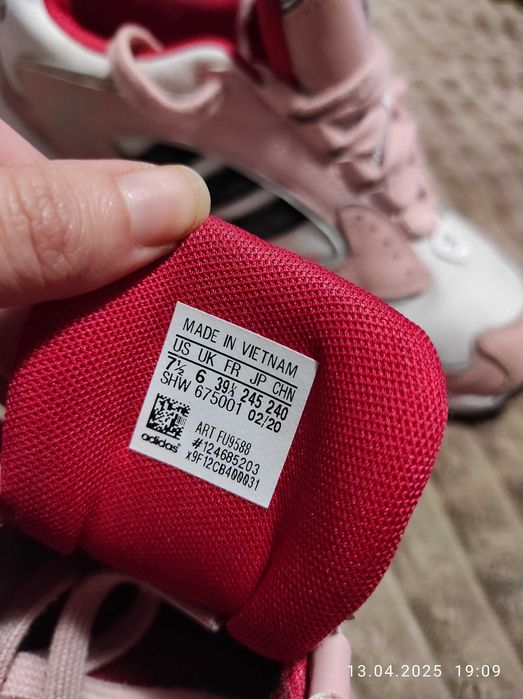 MADE IN VIETNAM
US UK FR JP CHN
7½ 6 39⅓ 245 240
SHW 675001 02/20
ART FU9588
#124685203
adidas x9F12CB400031
13.04.2025 19:09